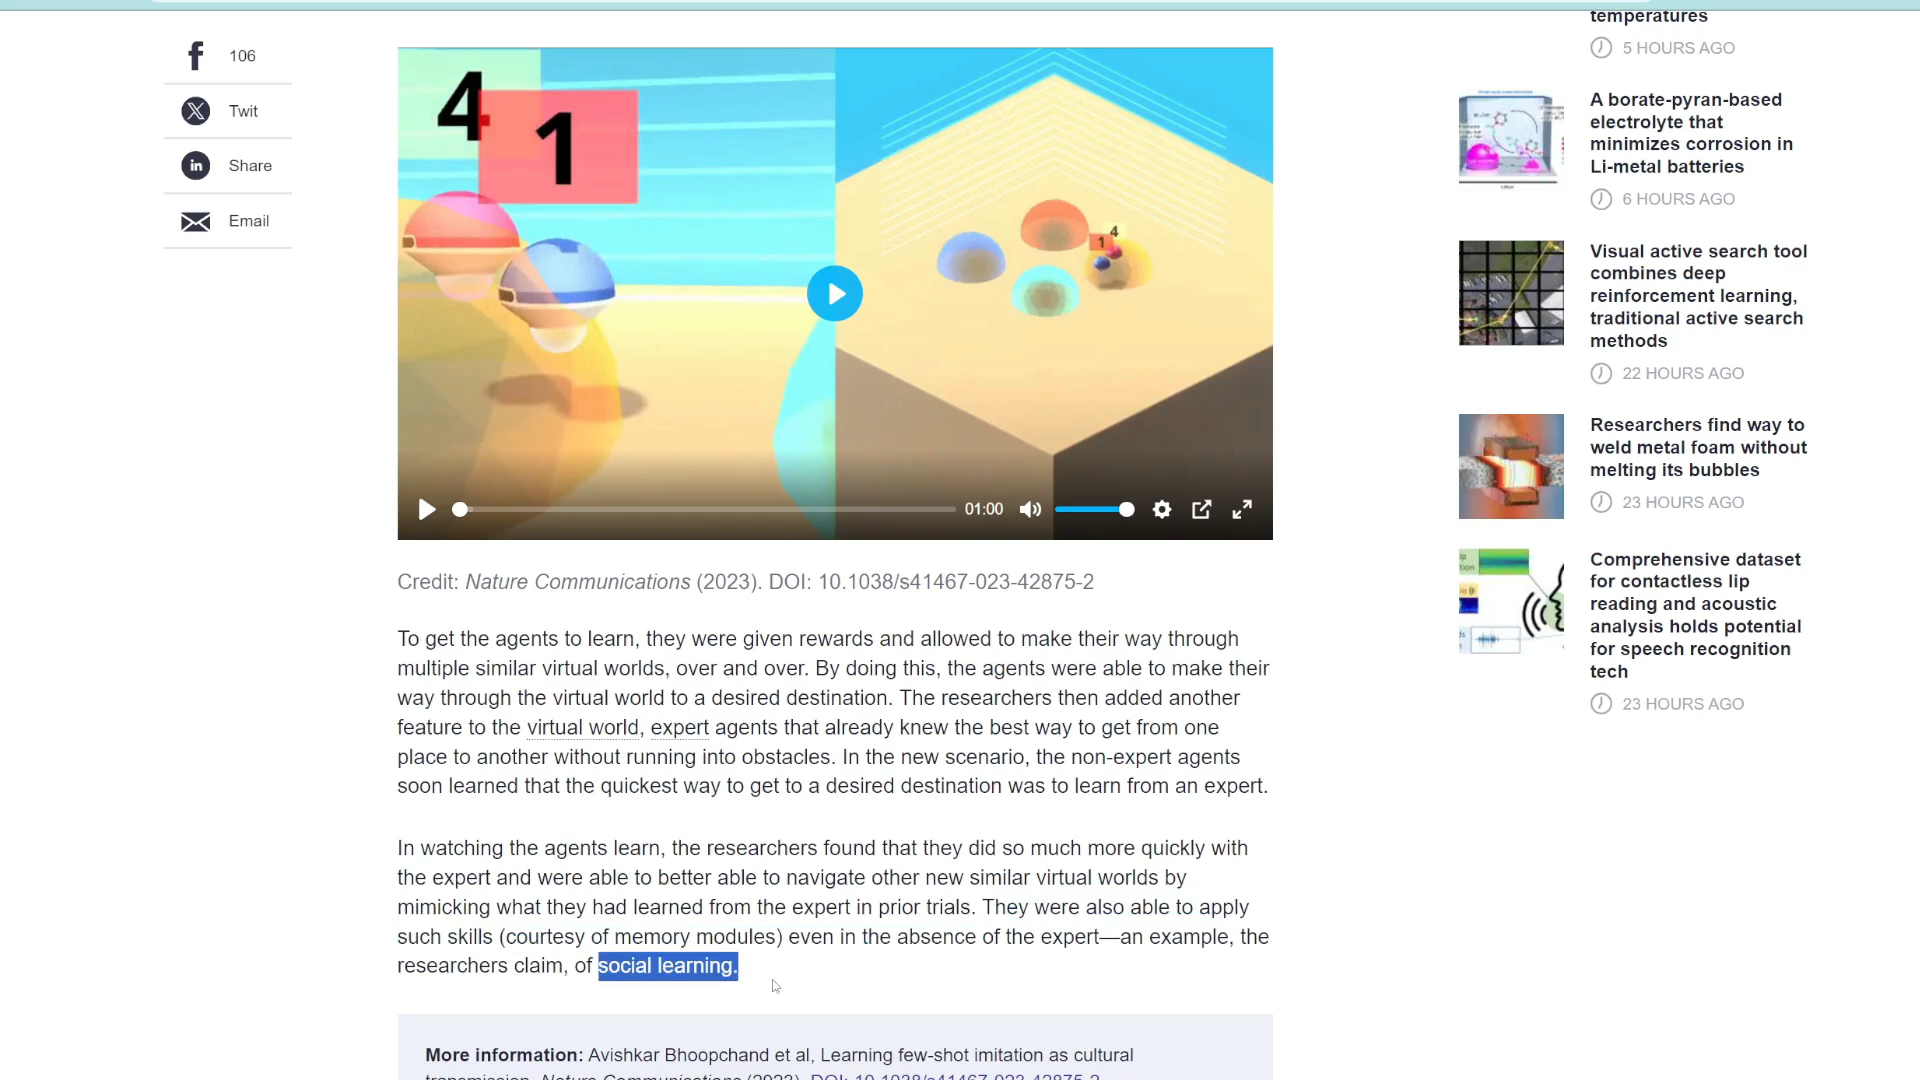 106
Twit
Share
Email
4
1
4
1
01:00
Credit: Nature Communications (2023). DOI: 10.1038/s41467-023-42875-2
To get the agents to learn, they were given rewards and allowed to make their way through
multiple similar virtual worlds, over and over. By doing this, the agents were able to make their
way through the virtual world to a desired destination. The researchers then added another
feature to the virtual world, expert agents that already knew the best way to get from one
place to another without running into obstacles. In the new scenario, the non-expert agents
soon learned that the quickest way to get to a desired destination was to learn from an expert.
In watching the agents learn, the researchers found that they did so much more quickly with
the expert and were able to better able to navigate other new similar virtual worlds by
mimicking what they had learned from the expert in prior trials. They were also able to apply
such skills (courtesy of memory modules) even in the absence of the expert—an example, the
researchers claim, of social learning.
More information: Avishkar Bhoopchand et al, Learning few-shot imitation as cultural
transmission, Nature Communications (2023). DOI: 10.1038/s41467-023-42875-2
temperatures
5 HOURS AGO
A borate-pyran-based
electrolyte that
minimizes corrosion in
Li-metal batteries
6 HOURS AGO
Visual active search tool
combines deep
reinforcement learning,
traditional active search
methods
22 HOURS AGO
Researchers find way to
weld metal foam without
melting its bubbles
23 HOURS AGO
Comprehensive dataset
for contactless lip
reading and acoustic
analysis holds potential
for speech recognition
tech
23 HOURS AGO